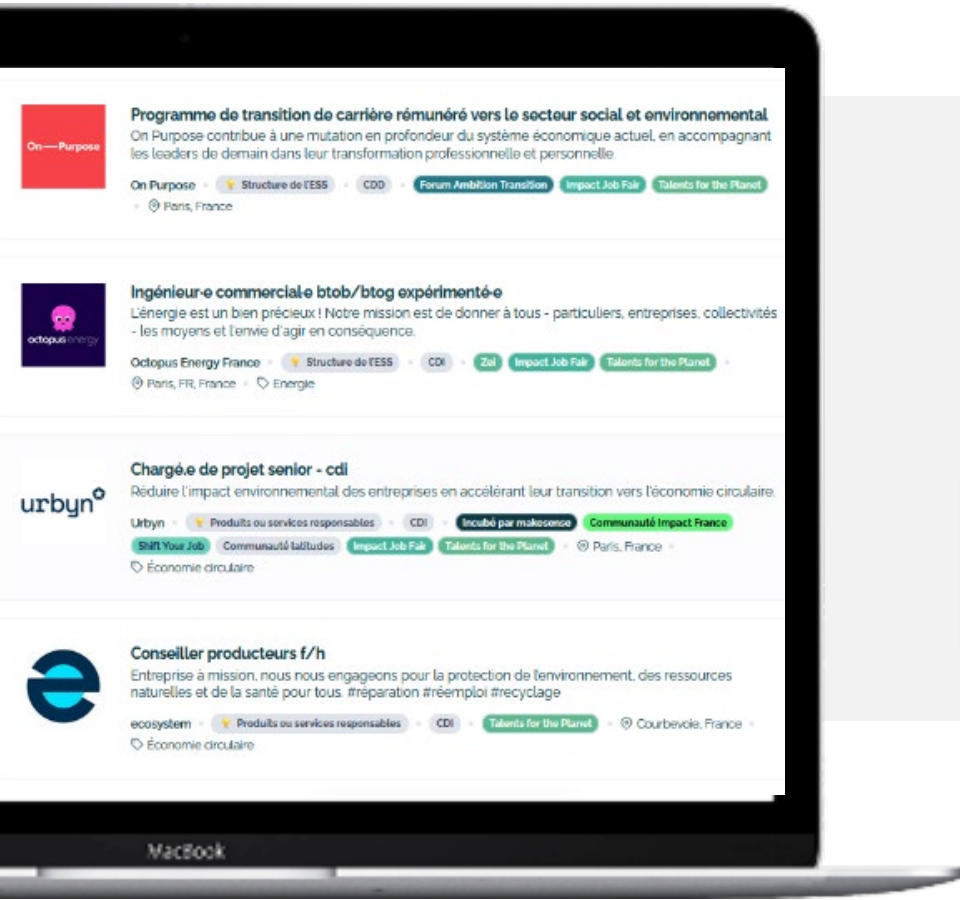 On—Purpose
Programme de transition de carrière rémunéré vers le secteur social et environnemental
On Purpose contribue à une mutation en profondeur du système économique actuel, en accompagnant
les leaders de demain dans leur transformation professionnelle et personnelle.
On Purpose Structure de l'ESS CDD Forum Ambition Transition Impact Job Fair Talents for the Planet
Paris, France
octopusenergy
Ingénieur·e commercial·e btob/btog expérimenté·e
L'énergie est un bien précieux ! Notre mission est de donner à tous - particuliers, entreprises, collectivités
- les moyens et l'envie d'agir en conséquence.
Octopus Energy France Structure de l'ESS CDI Zei Impact Job Fair Talents for the Planet
Paris, FR, France Energie
urbyn
Chargé.e de projet senior - cdi
Réduire l'impact environnemental des entreprises en accélérant leur transition vers l'économie circulaire.
Urbyn Produits ou services responsables CDI Incubé par makesense Communauté Impact France
Shift Your Job Communauté latitudes Impact Job Fair Talents for the Planet Paris, France
Économie circulaire
e
Conseiller producteurs f/h
Entreprise à mission, nous nous engageons pour la protection de l'environnement, des ressources
naturelles et de la santé pour tous. #réparation #réemploi #recyclage
ecosystem Produits ou services responsables CDI Talents for the Planet Courbevoie, France
Économie circulaire
MacBook